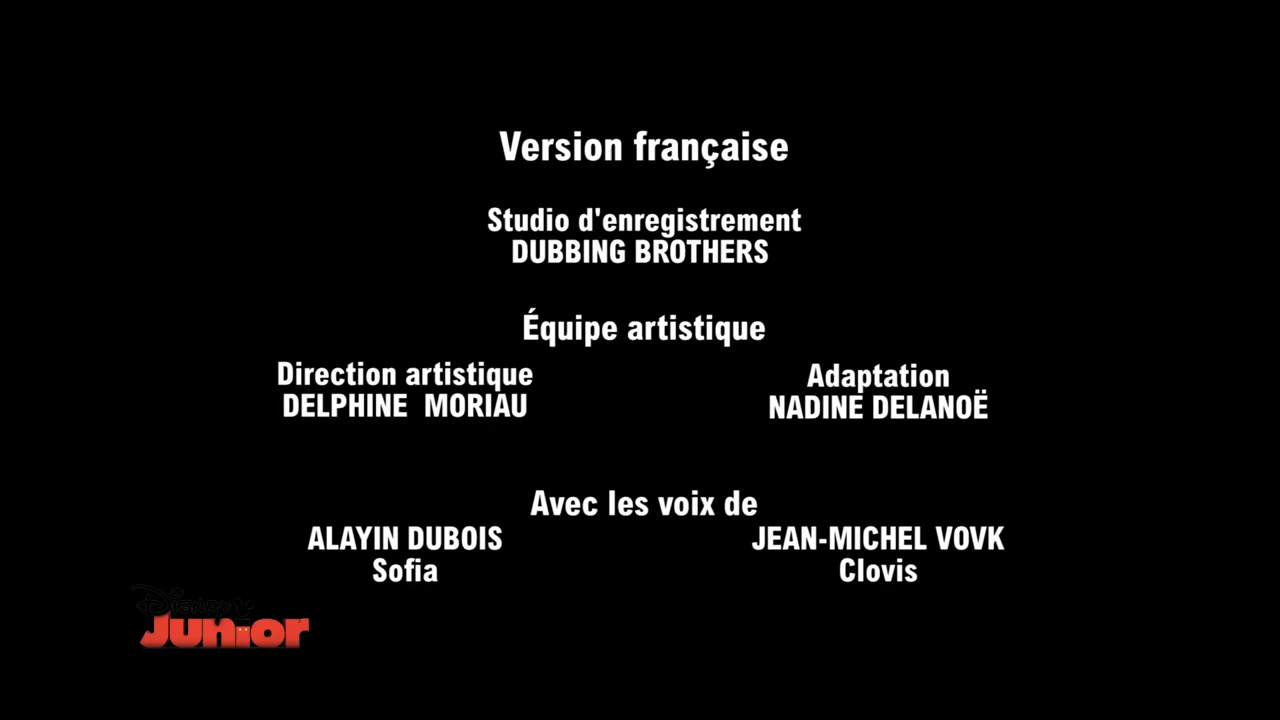 Version française
Studio d'enregistrement
DUBBING BROTHERS
Équipe artistique
Direction artistique
DELPHINE  MORIAU
Adaptation
NADINE DELANOË
Avec les voix de
ALAYIN DUBOIS
Sofia
JEAN-MICHEL VOVK
Clovis
Disney
Junior